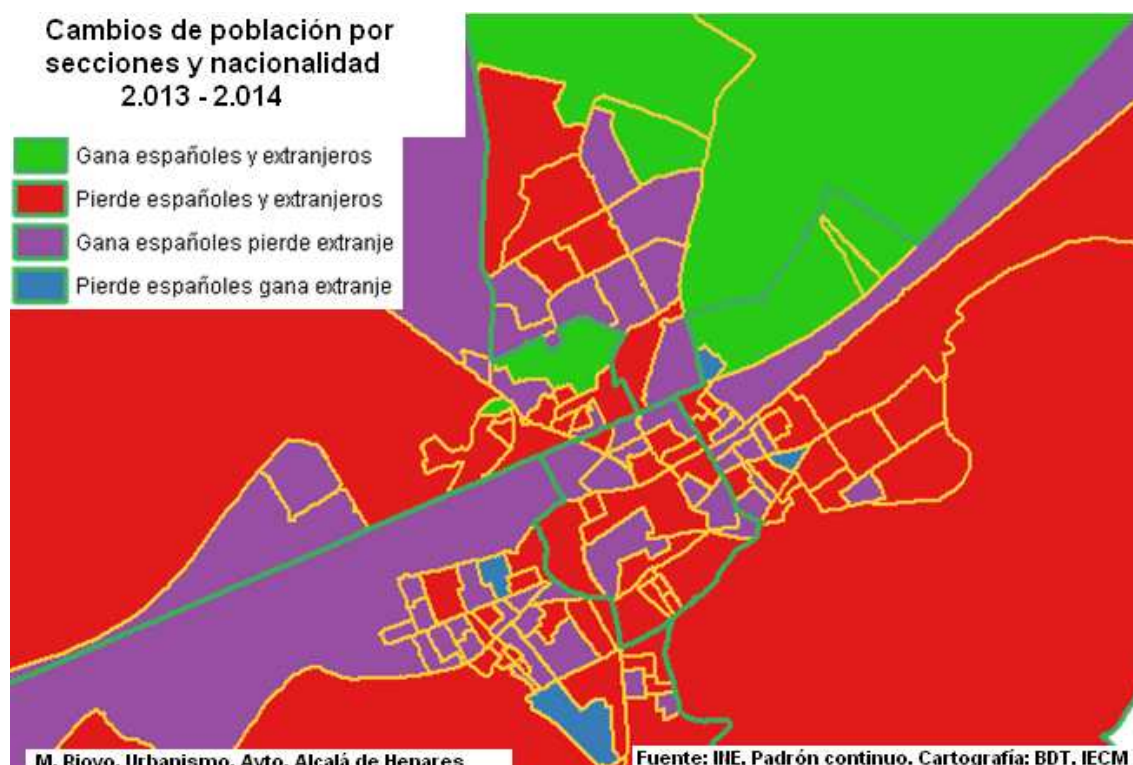 Cambios de población por
secciones y nacionalidad
2.013 - 2.014
Gana españoles y extranjeros
Pierde españoles y extranjeros
Gana españoles pierde extranje
Pierde españoles gana extranje
M. Rioyo. Urbanismo. Ayto. Alcalá de Henares
Fuente: INE. Padrón continuo. Cartografía: BDT. IECM